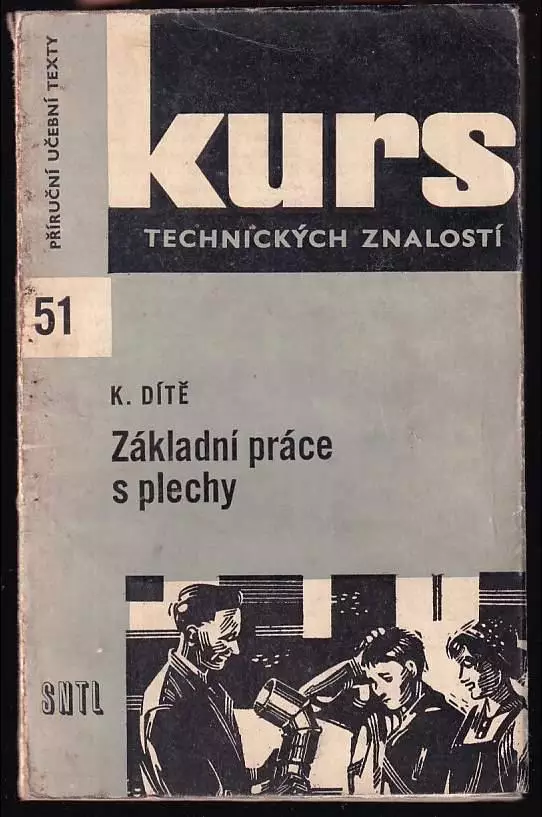 PŘÍRUČNÍ UČEBNÍ TEXTY
kurs
TECHNICKÝCH ZNALOSTÍ
51
K. DÍTĚ
Základní práce
s plechy
SNTL